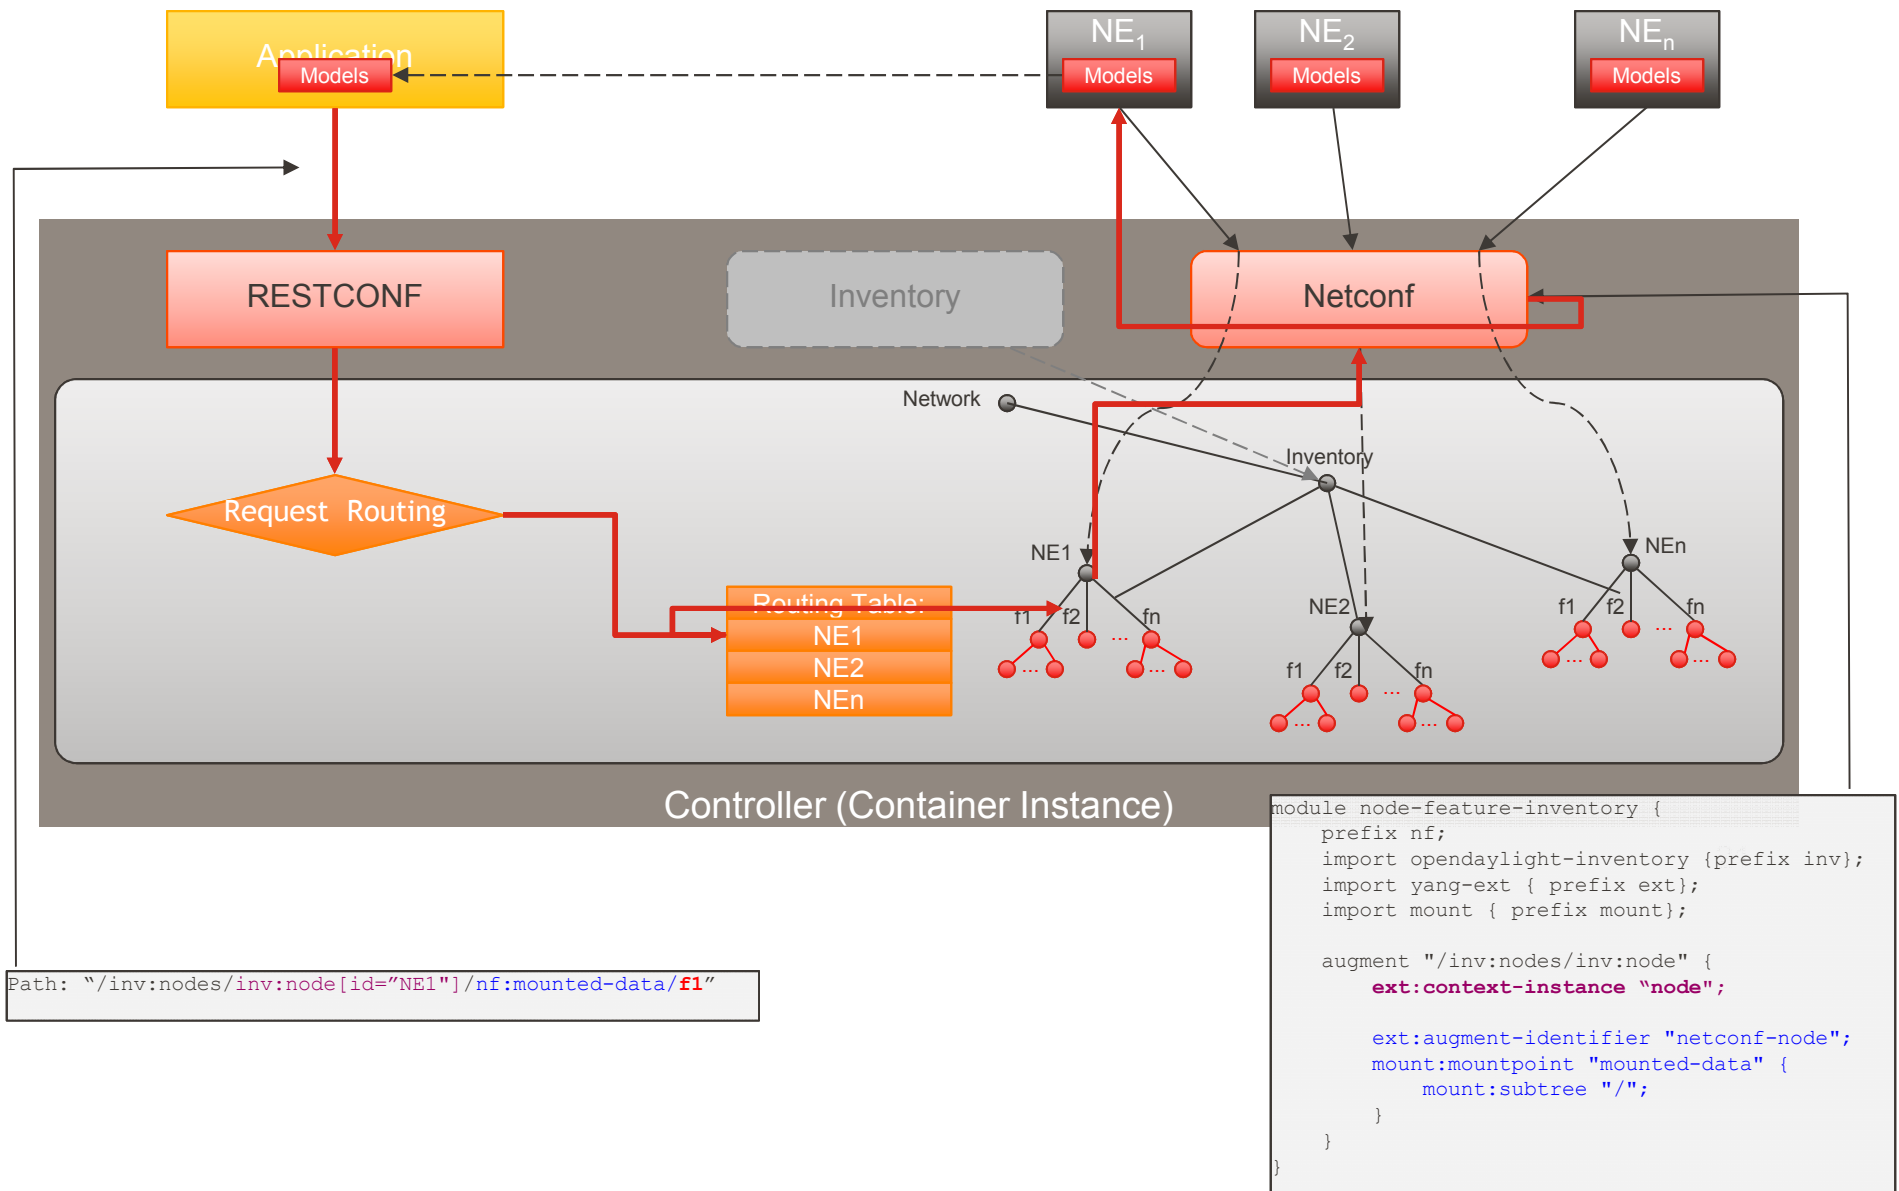 Application
Models
NE1
Models
NE2
Models
NEn
Models
RESTCONF
Inventory
Netconf
Network
Inventory
Request Routing
NE1
NEn
NE2
Routing Table:
NE1
NE2
NEn
f1 f2 fn
... ... ...
f1 f2 fn
... ... ...
f1 f2 fn
... ... ...
Controller (Container Instance)
Path: “/inv:nodes/inv:node[id=”NE1"]/nf:mounted-data/f1”
module node-feature-inventory {
    prefix nf;
    import opendaylight-inventory {prefix inv};
    import yang-ext { prefix ext};
    import mount { prefix mount};
    augment "/inv:nodes/inv:node" {
        ext:context-instance “node";
        ext:augment-identifier "netconf-node";
        mount:mountpoint "mounted-data" {
            mount:subtree "/";
        }
    }
}